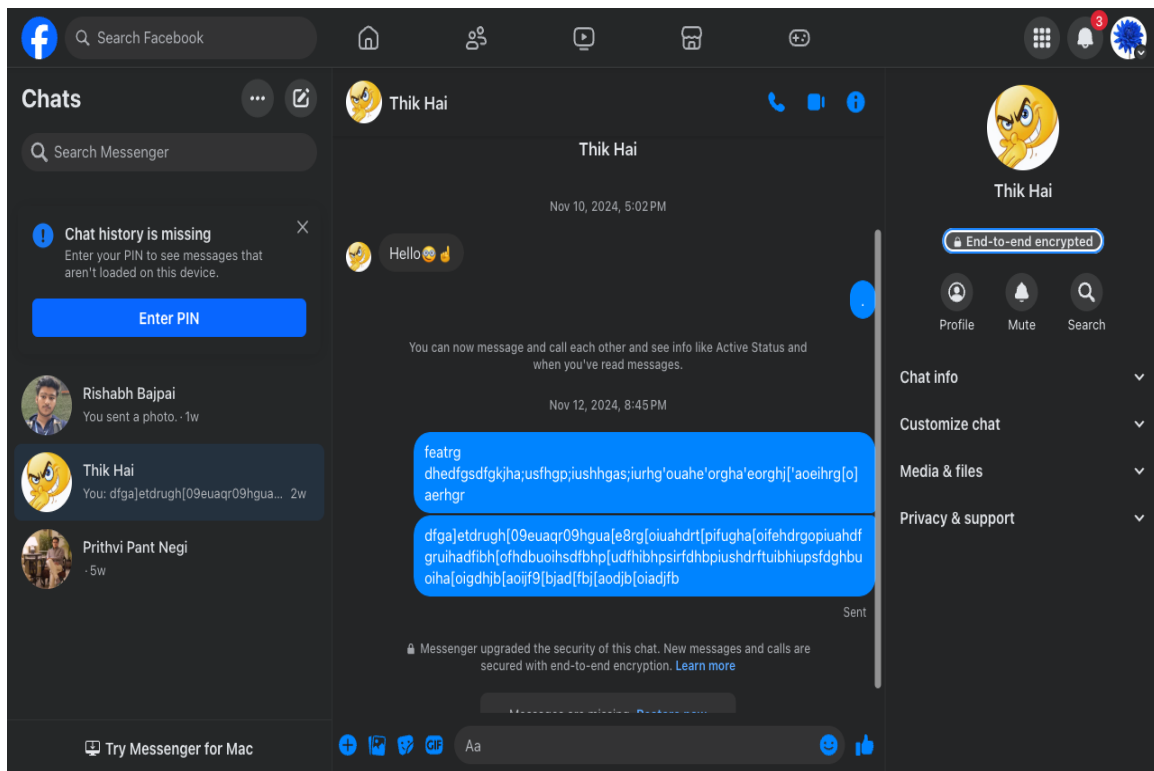 Search Facebook
3
Chats
Search Messenger
Chat history is missing
Enter your PIN to see messages that
aren't loaded on this device.
Enter PIN
Rishabh Bajpai
You sent a photo. · 1w
Thik Hai
You: dfga]etdrugh[09euaqr09hgua... 2w
Prithvi Pant Negi
· 5w
Try Messenger for Mac
Thik Hai
Thik Hai
Nov 10, 2024, 5:02 PM
Hello
.
You can now message and call each other and see info like Active Status and
when you've read messages.
Nov 12, 2024, 8:45 PM
featrg
dhedfgsdfgkjha;usfhgp;iushhgas;iurhg'ouahe'orgha'eorghj['aoeihrg[o]
aerhgr
dfga]etdrugh[09euaqr09hgua[e8rg[oiuahdrt[pifugha[oifehdrgopiuahdf
gruihadfibh[ofhdbuoihsdfbhp[udfhibhpsirfdhbpiushdrftuibhiupsfdghbu
oiha[oigdhjb[aoijf9[bjad[fbj[aodjb[oiadjfb
Sent
Messenger upgraded the security of this chat. New messages and calls are
secured with end-to-end encryption. Learn more
Messages are missing. Restore now
GIF
Aa
Thik Hai
End-to-end encrypted
Profile Mute Search
Chat info
Customize chat
Media & files
Privacy & support